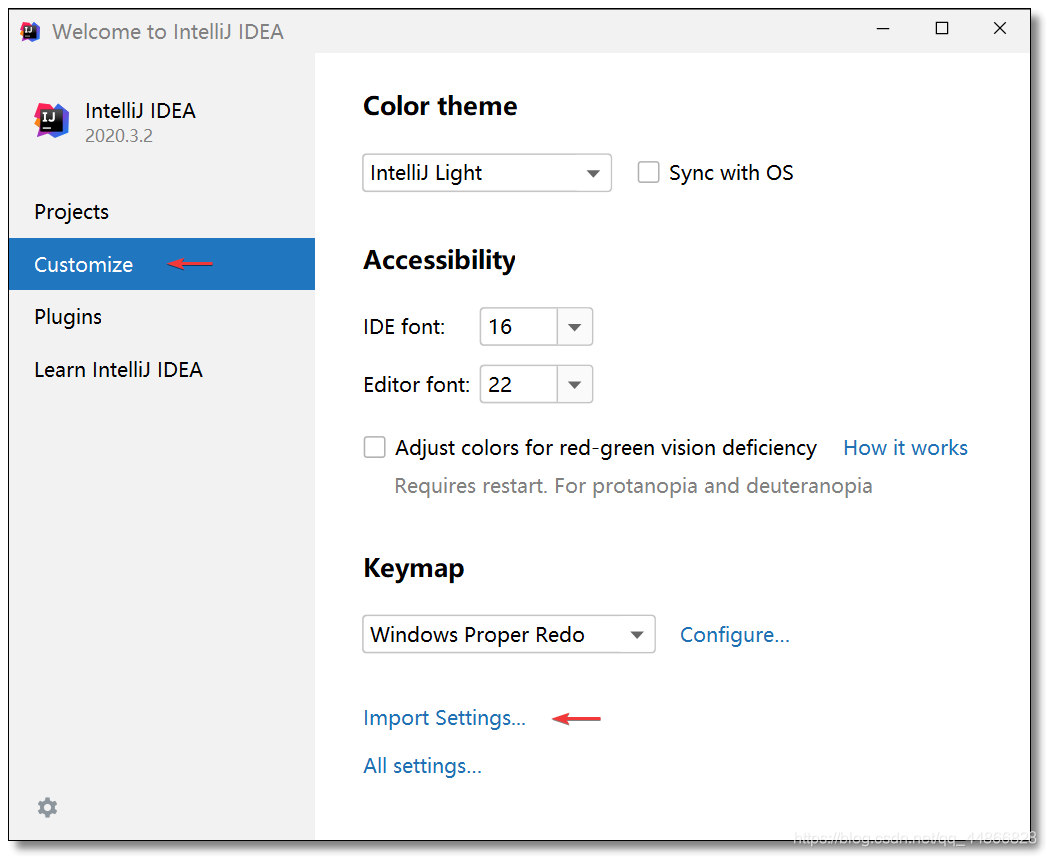 Welcome to IntelliJ IDEA
IJ
IntelliJ IDEA
2020.3.2
Projects
Customize
Plugins
Learn IntelliJ IDEA
Color theme
IntelliJ Light
Sync with OS
Accessibility
IDE font: 16
Editor font: 22
Adjust colors for red-green vision deficiency How it works
Requires restart. For protanopia and deuteranopia
Keymap
Windows Proper Redo Configure...
Import Settings...
All settings...
https://blog.csdn.net/qq_44866828